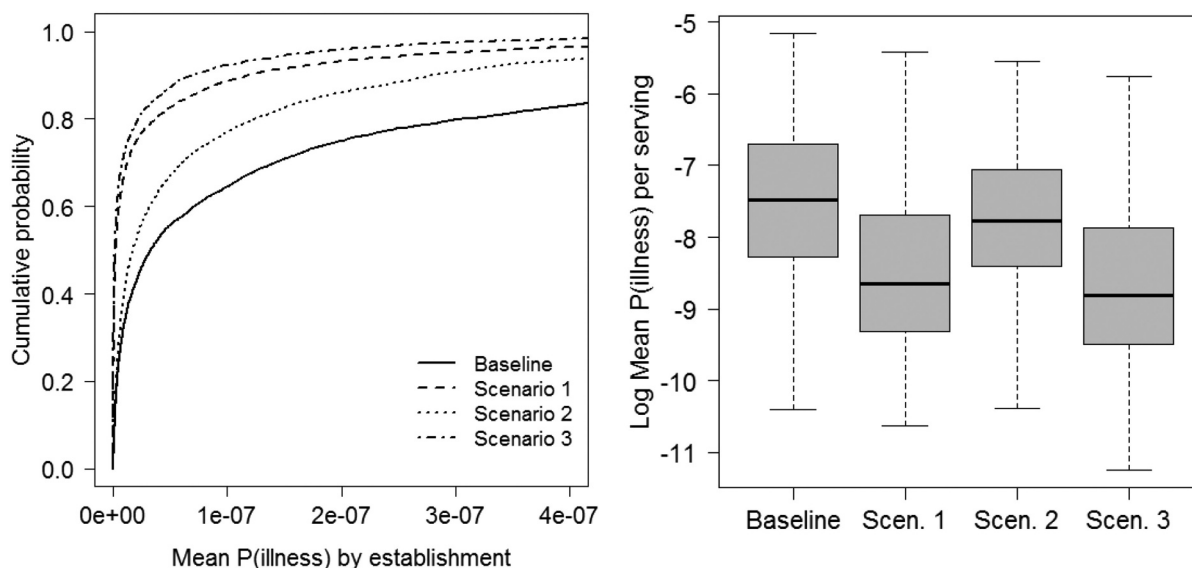 Cumulative probability
1.0
0.8
0.6
0.4
0.2
0.0
Baseline
Scenario 1
Scenario 2
Scenario 3
0e+00 1e-07 2e-07 3e-07 4e-07
Mean P(illness) by establishment
Log Mean P(illness) per serving
-5
-6
-7
-8
-9
-10
-11
Baseline Scen. 1 Scen. 2 Scen. 3